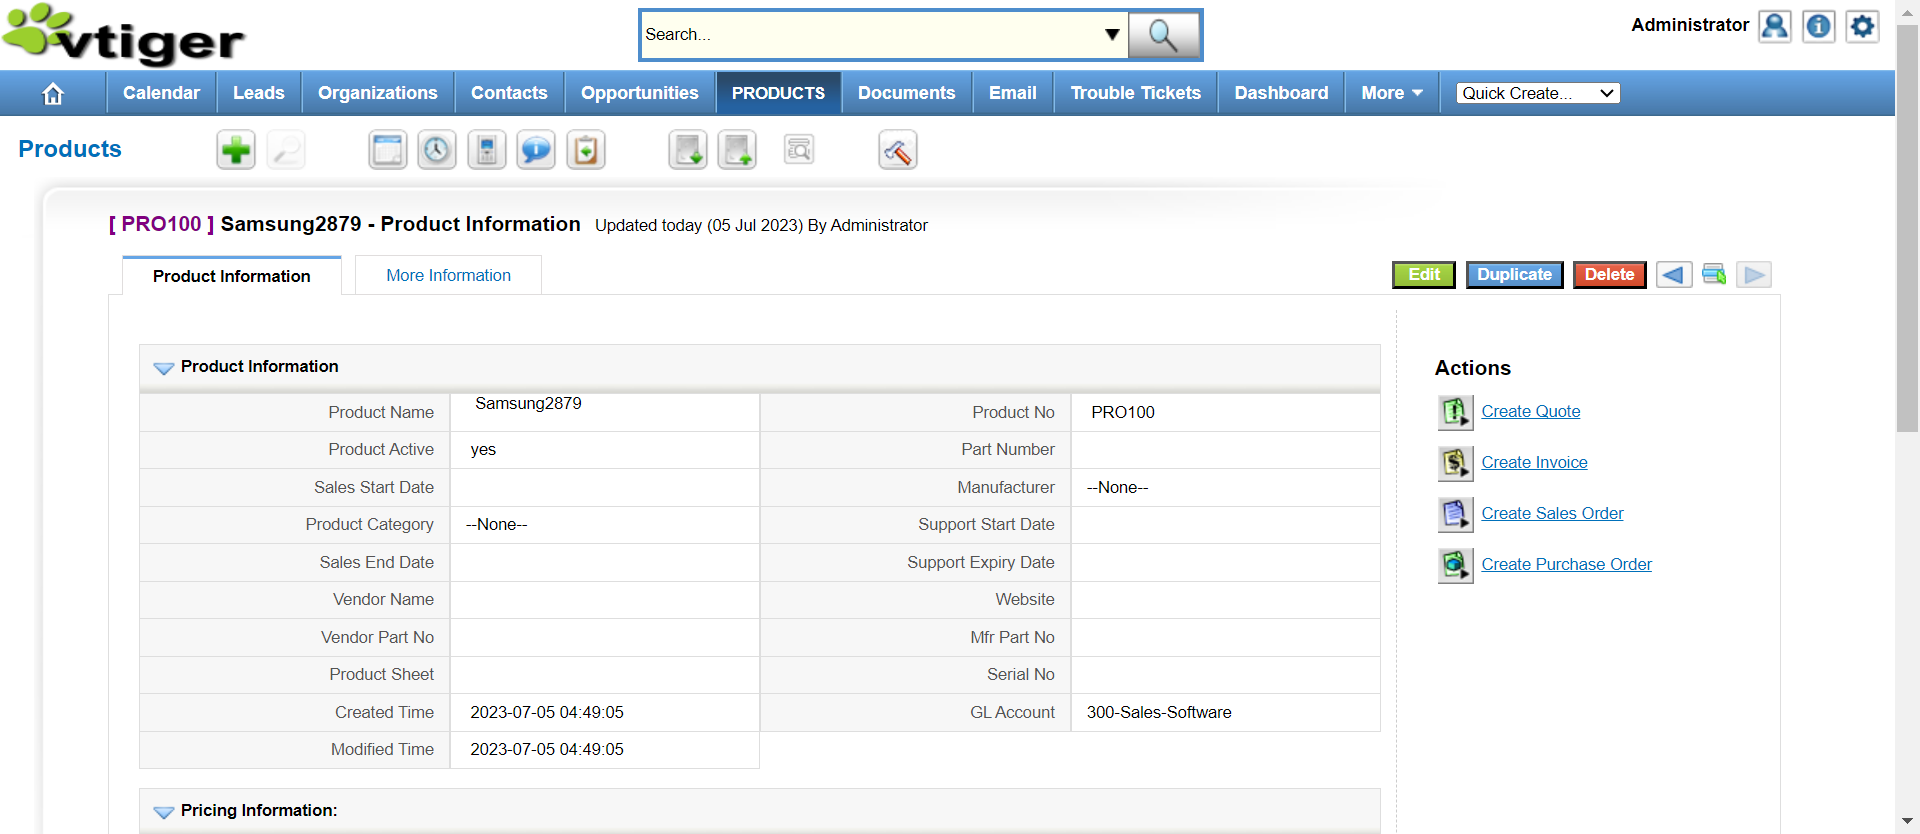 vtiger
Search...
Administrator
Calendar Leads Organizations Contacts Opportunities PRODUCTS Documents Email Trouble Tickets Dashboard More Quick Create...
Products
[ PRO100 ] Samsung2879 - Product Information Updated today (05 Jul 2023) By Administrator
Product Information More Information Edit Duplicate Delete
Product Information
Actions
Product Name Samsung2879 Product No PRO100
Create Quote
Product Active yes Part Number
Create Invoice
Sales Start Date Manufacturer --None--
Create Sales Order
Product Category --None-- Support Start Date
Sales End Date Support Expiry Date
Create Purchase Order
Vendor Name Website
Vendor Part No Mfr Part No
Product Sheet Serial No
Created Time 2023-07-05 04:49:05 GL Account 300-Sales-Software
Modified Time 2023-07-05 04:49:05
Pricing Information: